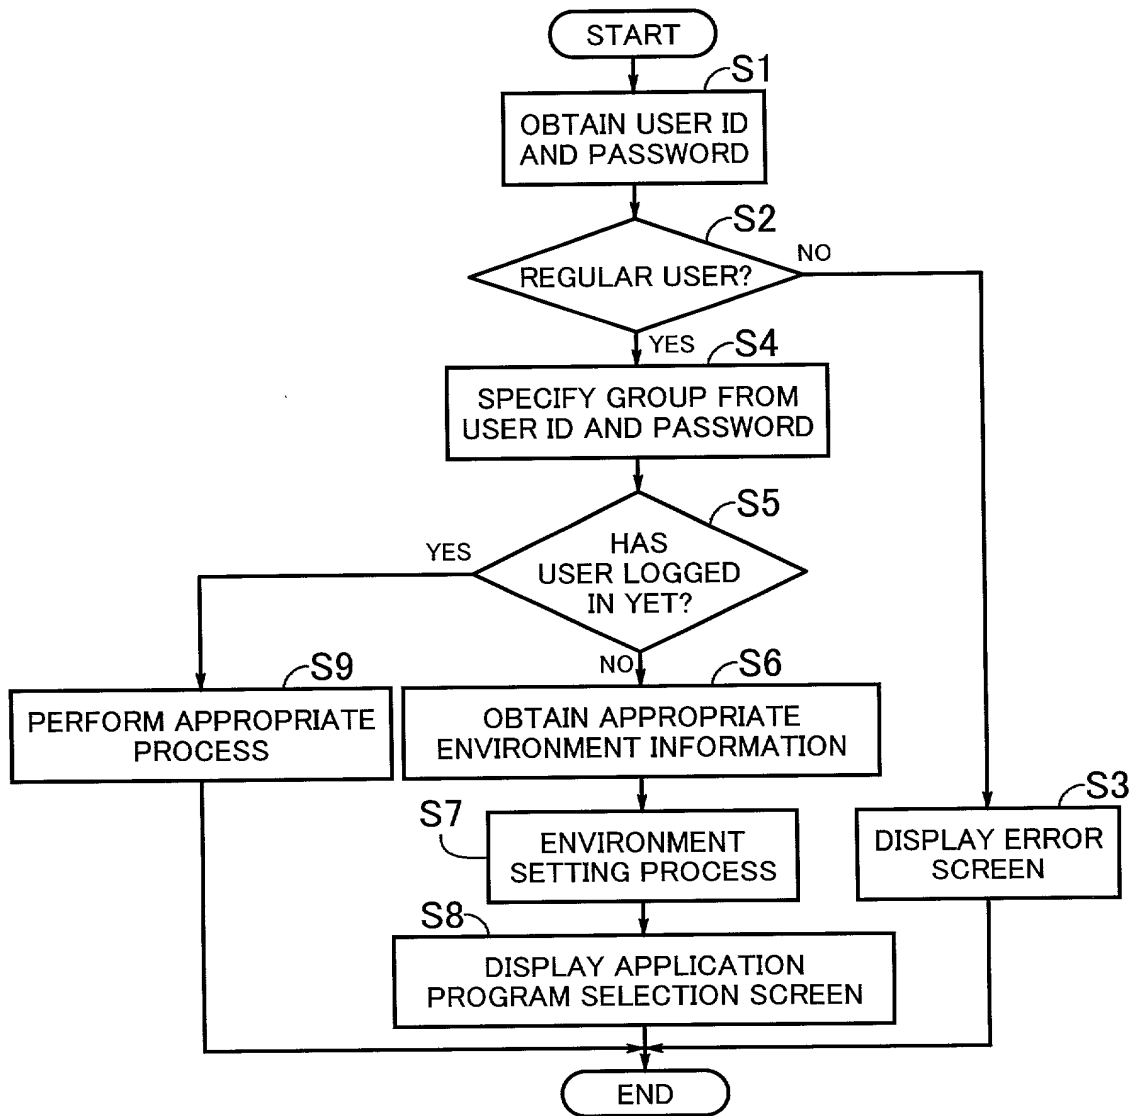 START
S1
OBTAIN USER ID
AND PASSWORD
S2
REGULAR USER?
NO
YES
S4
SPECIFY GROUP FROM
USER ID AND PASSWORD
S5
HAS
USER LOGGED
IN YET?
YES
NO
S9
PERFORM APPROPRIATE
PROCESS
S6
OBTAIN APPROPRIATE
ENVIRONMENT INFORMATION
S7
ENVIRONMENT
SETTING PROCESS
S3
DISPLAY ERROR
SCREEN
S8
DISPLAY APPLICATION
PROGRAM SELECTION SCREEN
END